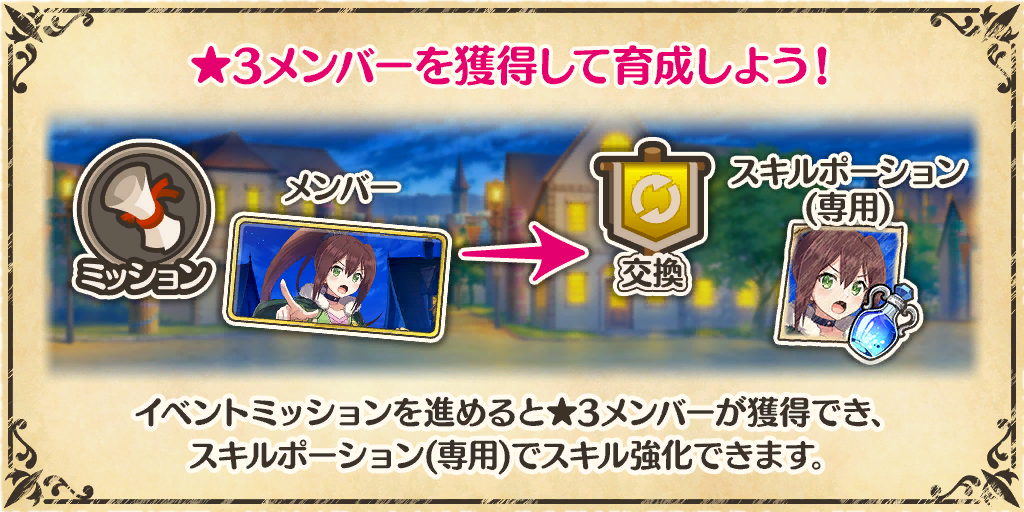 ★3メンバーを獲得して育成しよう!
ミッション
メンバー
交換
スキルポーション
(専用)
イベントミッションを進めると★3メンバーが獲得でき、
スキルポーション(専用)でスキル強化できます。